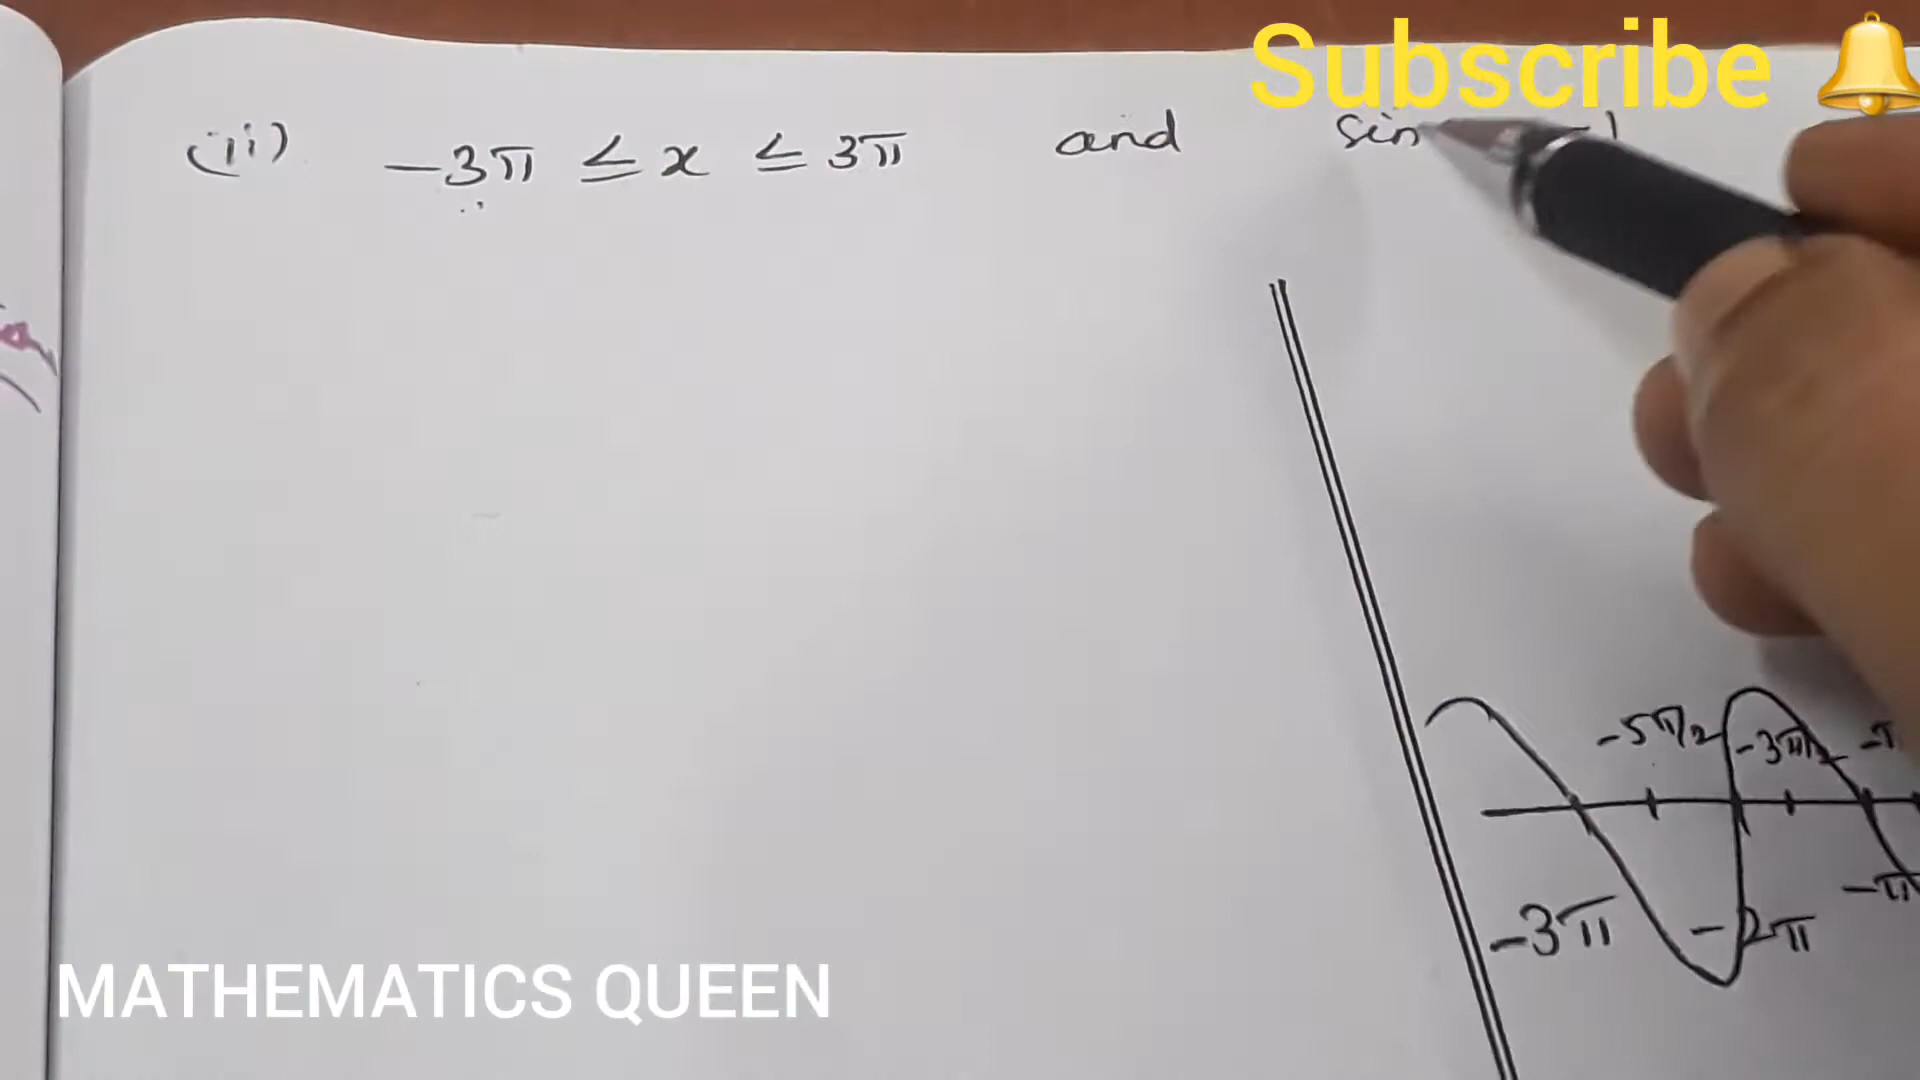 Subscribe 🔔
(ii) -3π ≤ x ≤ 3π and sin
-5π/2 -3π/2
-3π -2π -π
MATHEMATICS QUEEN